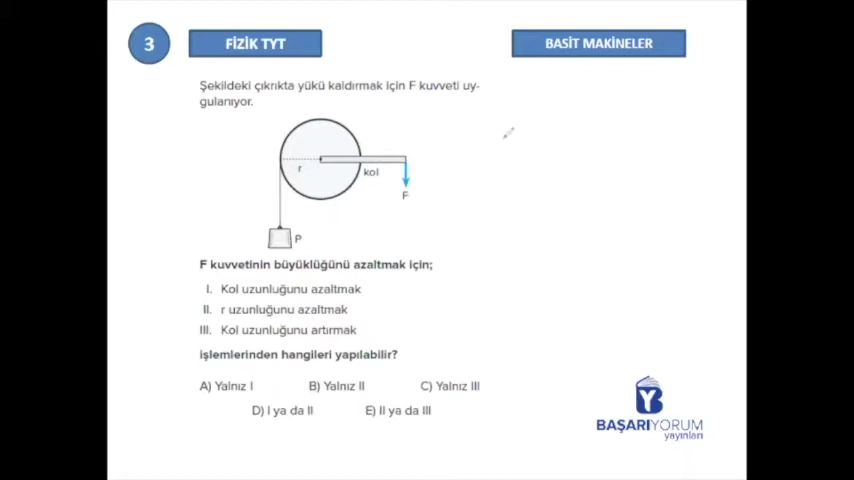 3
FİZİK TYT
BASİT MAKİNELER
Şekildeki çıkrıkta yükü kaldırmak için F kuvveti uy-
gulanıyor.
r
kol
F
P
F kuvvetinin büyüklüğünü azaltmak için;
I. Kol uzunluğunu azaltmak
II. r uzunluğunu azaltmak
III. Kol uzunluğunu artırmak
işlemlerinden hangileri yapılabilir?
A) Yalnız I B) Yalnız II C) Yalnız III
D) I ya da II E) II ya da III
BY
BAŞARIYORUM
yayınları